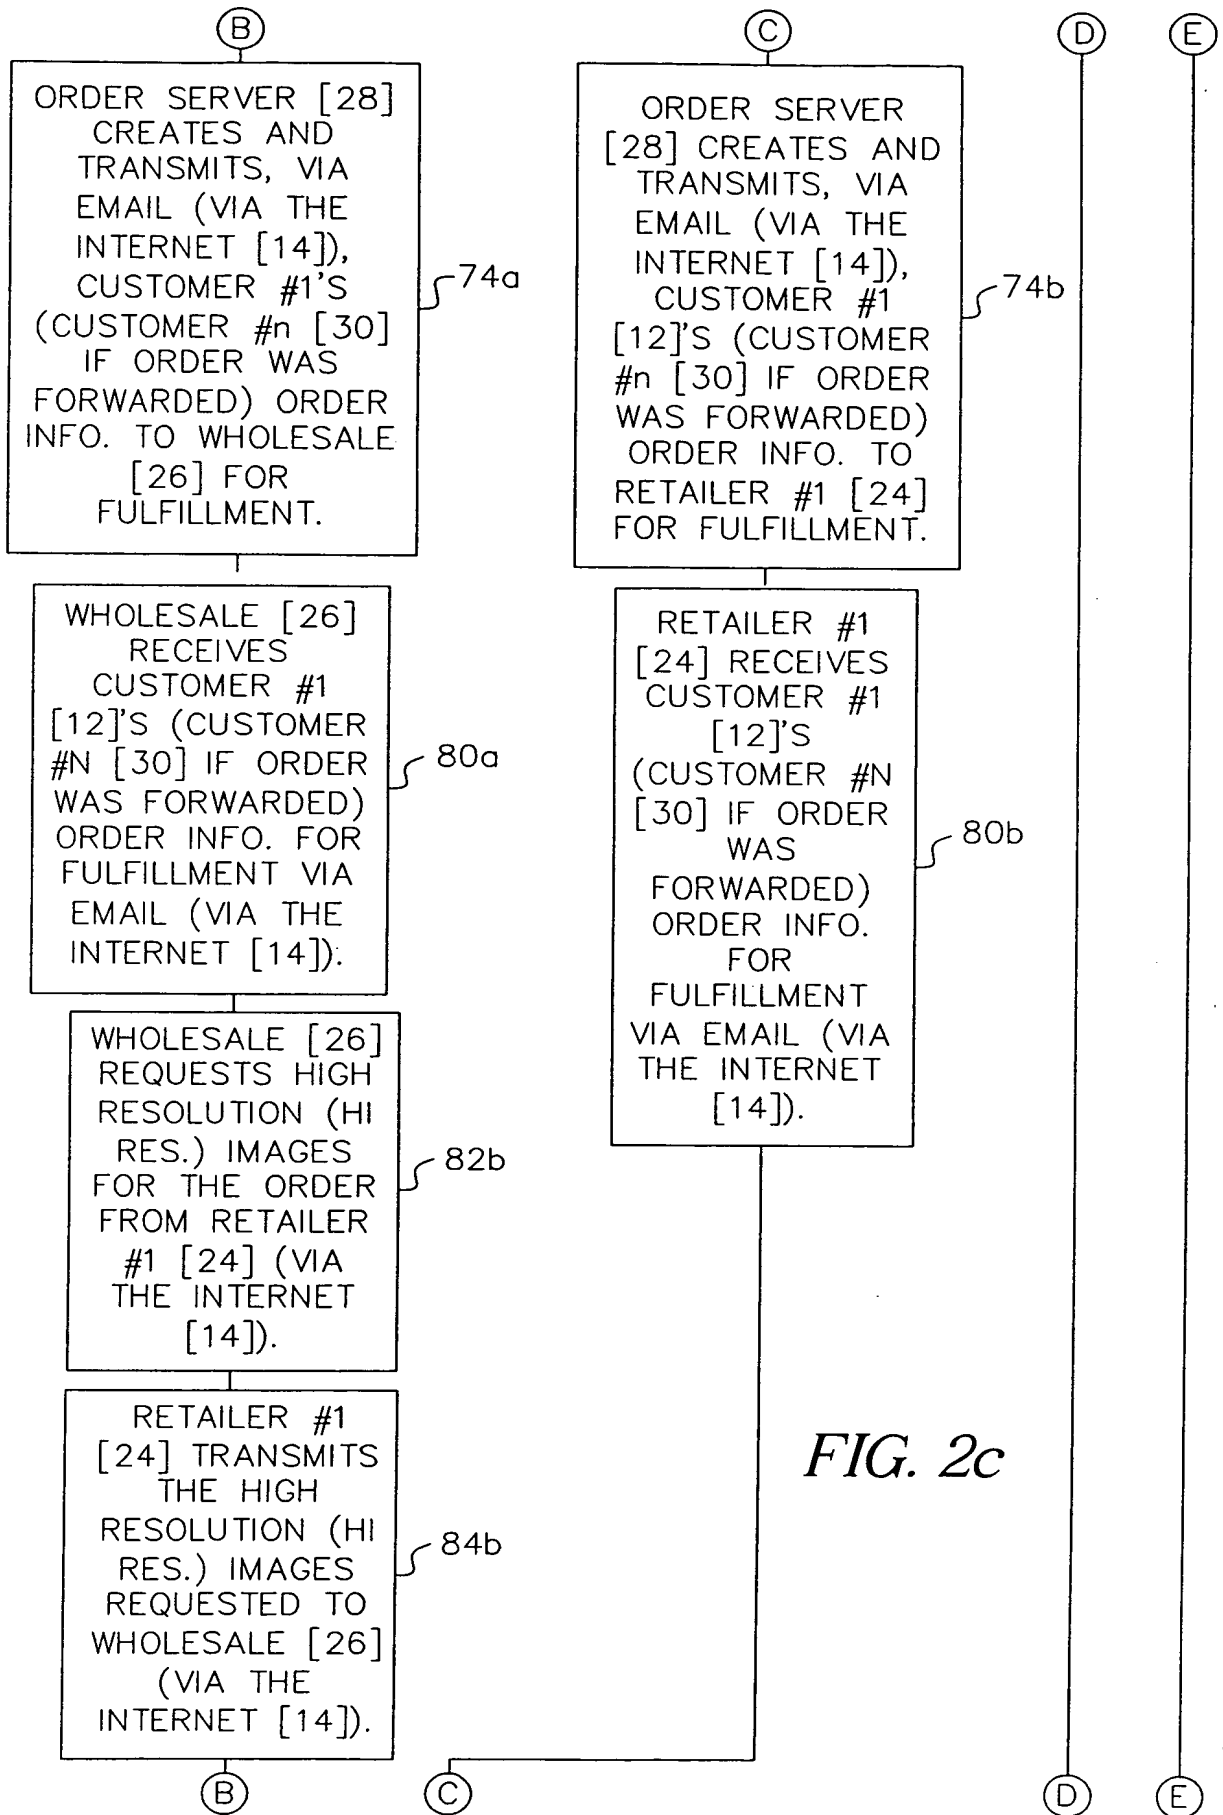 B
C
D
E
ORDER SERVER [28]
CREATES AND
TRANSMITS, VIA
EMAIL (VIA THE
INTERNET [14]),
CUSTOMER #1'S
(CUSTOMER #n [30]
IF ORDER WAS
FORWARDED) ORDER
INFO. TO WHOLESALE
[26] FOR
FULFILLMENT.
74a
ORDER SERVER
[28] CREATES AND
TRANSMITS, VIA
EMAIL (VIA THE
INTERNET [14]),
CUSTOMER #1
[12]'S (CUSTOMER
#n [30] IF ORDER
WAS FORWARDED)
ORDER INFO. TO
RETAILER #1 [24]
FOR FULFILLMENT.
74b
WHOLESALE [26]
RECEIVES
CUSTOMER #1
[12]'S (CUSTOMER
#N [30] IF ORDER
WAS FORWARDED)
ORDER INFO. FOR
FULFILLMENT VIA
EMAIL (VIA THE
INTERNET [14]).
80a
RETAILER #1
[24] RECEIVES
CUSTOMER #1
[12]'S
(CUSTOMER #N
[30] IF ORDER
WAS
FORWARDED)
ORDER INFO.
FOR
FULFILLMENT
VIA EMAIL (VIA
THE INTERNET
[14]).
80b
WHOLESALE [26]
REQUESTS HIGH
RESOLUTION (HI
RES.) IMAGES
FOR THE ORDER
FROM RETAILER
#1 [24] (VIA
THE INTERNET
[14]).
82b
RETAILER #1
[24] TRANSMITS
THE HIGH
RESOLUTION (HI
RES.) IMAGES
REQUESTED TO
WHOLESALE [26]
(VIA THE
INTERNET [14]).
84b
FIG. 2c
B
C
D
E